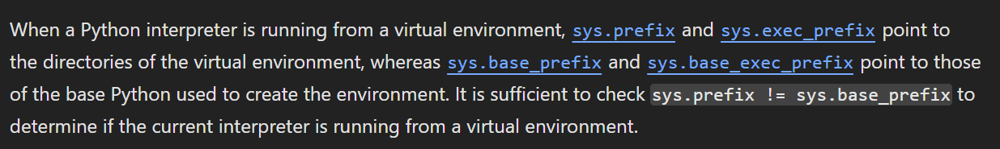 When a Python interpreter is running from a virtual environment, sys.prefix and sys.exec_prefix point to
the directories of the virtual environment, whereas sys.base_prefix and sys.base_exec_prefix point to those
of the base Python used to create the environment. It is sufficient to check sys.prefix != sys.base_prefix to
determine if the current interpreter is running from a virtual environment.